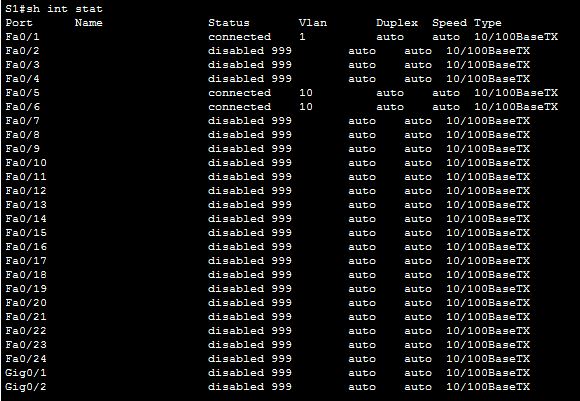 S1#sh int stat
Port Name Status Vlan Duplex Speed Type
Fa0/1 connected 1 auto auto 10/100BaseTX
Fa0/2 disabled 999 auto auto 10/100BaseTX
Fa0/3 disabled 999 auto auto 10/100BaseTX
Fa0/4 disabled 999 auto auto 10/100BaseTX
Fa0/5 connected 10 auto auto 10/100BaseTX
Fa0/6 connected 10 auto auto 10/100BaseTX
Fa0/7 disabled 999 auto auto 10/100BaseTX
Fa0/8 disabled 999 auto auto 10/100BaseTX
Fa0/9 disabled 999 auto auto 10/100BaseTX
Fa0/10 disabled 999 auto auto 10/100BaseTX
Fa0/11 disabled 999 auto auto 10/100BaseTX
Fa0/12 disabled 999 auto auto 10/100BaseTX
Fa0/13 disabled 999 auto auto 10/100BaseTX
Fa0/14 disabled 999 auto auto 10/100BaseTX
Fa0/15 disabled 999 auto auto 10/100BaseTX
Fa0/16 disabled 999 auto auto 10/100BaseTX
Fa0/17 disabled 999 auto auto 10/100BaseTX
Fa0/18 disabled 999 auto auto 10/100BaseTX
Fa0/19 disabled 999 auto auto 10/100BaseTX
Fa0/20 disabled 999 auto auto 10/100BaseTX
Fa0/21 disabled 999 auto auto 10/100BaseTX
Fa0/22 disabled 999 auto auto 10/100BaseTX
Fa0/23 disabled 999 auto auto 10/100BaseTX
Fa0/24 disabled 999 auto auto 10/100BaseTX
Gig0/1 disabled 999 auto auto 10/100BaseTX
Gig0/2 disabled 999 auto auto 10/100BaseTX